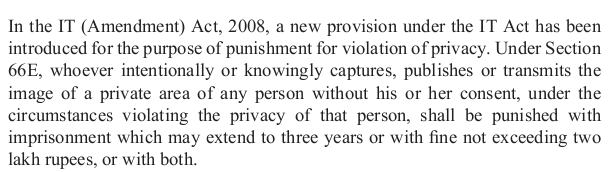 In the IT (Amendment) Act, 2008, a new provision under the IT Act has been
introduced for the purpose of punishment for violation of privacy. Under Section
66E, whoever intentionally or knowingly captures, publishes or transmits the
image of a private area of any person without his or her consent, under the
circumstances violating the privacy of that person, shall be punished with
imprisonment which may extend to three years or with fine not exceeding two
lakh rupees, or with both.